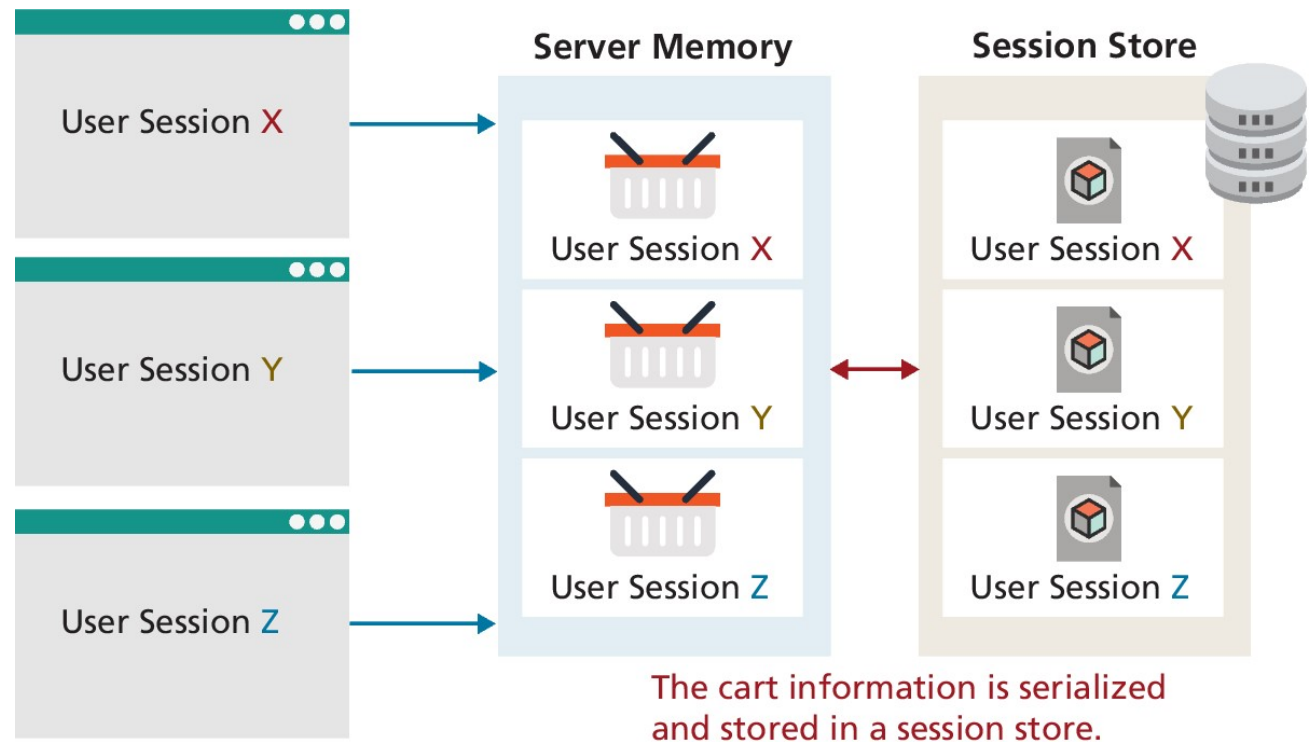 Server Memory
Session Store
User Session X
User Session Y
User Session Z
User Session X
User Session Y
User Session Z
User Session X
User Session Y
User Session Z
The cart information is serialized
and stored in a session store.